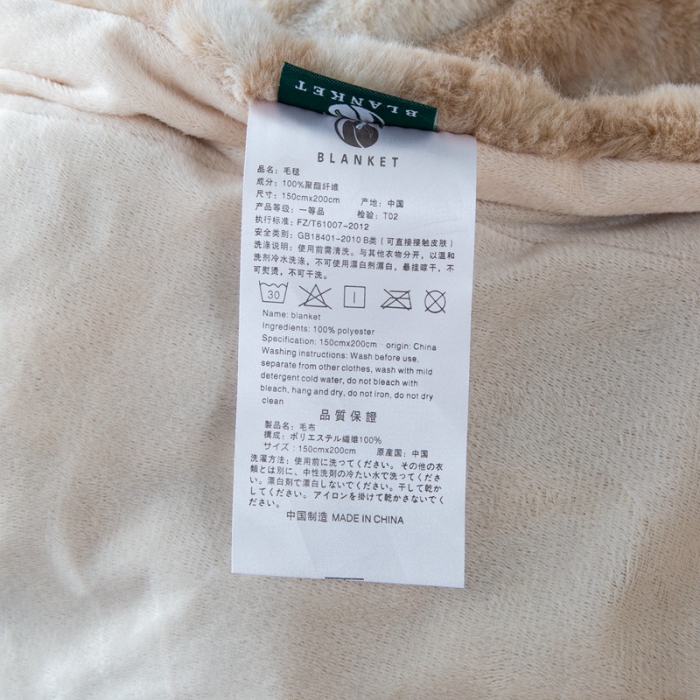 BLANKET
BLANKET
品名：毛毯
成分：100%聚酯纤维
尺寸：150cmx200cm 产地：中国
产品等级：一等品 检验：T02
执行标准：FZ/T61007-2012
安全类别：GB18401-2010 B类（可直接接触皮肤）
洗涤说明：使用前需清洗。与其他衣物分开，以温和
洗剂冷水洗涤，不可使用漂白剂漂白，悬挂晾干，不
可熨烫，不可干洗。
30
Name: blanket
Ingredients: 100% polyester
Specification: 150cmx200cm origin: China
Washing instructions: Wash before use,
separate from other clothes, wash with mild
detergent cold water, do not bleach with
bleach, hang and dry, do not iron, do not dry
clean
品質保證
製品名：毛布
構成：ポリエステル繊維100%
サイズ：150cmx200cm 原産国：中国
洗濯方法：使用前に洗ってください。その他の衣
類とは別に、中性洗剤の冷たい水で洗ってくださ
い。漂白剤で漂白しないでください。干して乾か
してください。アイロンを掛けて乾かさないでく
ださい。
中国制造 MADE IN CHINA